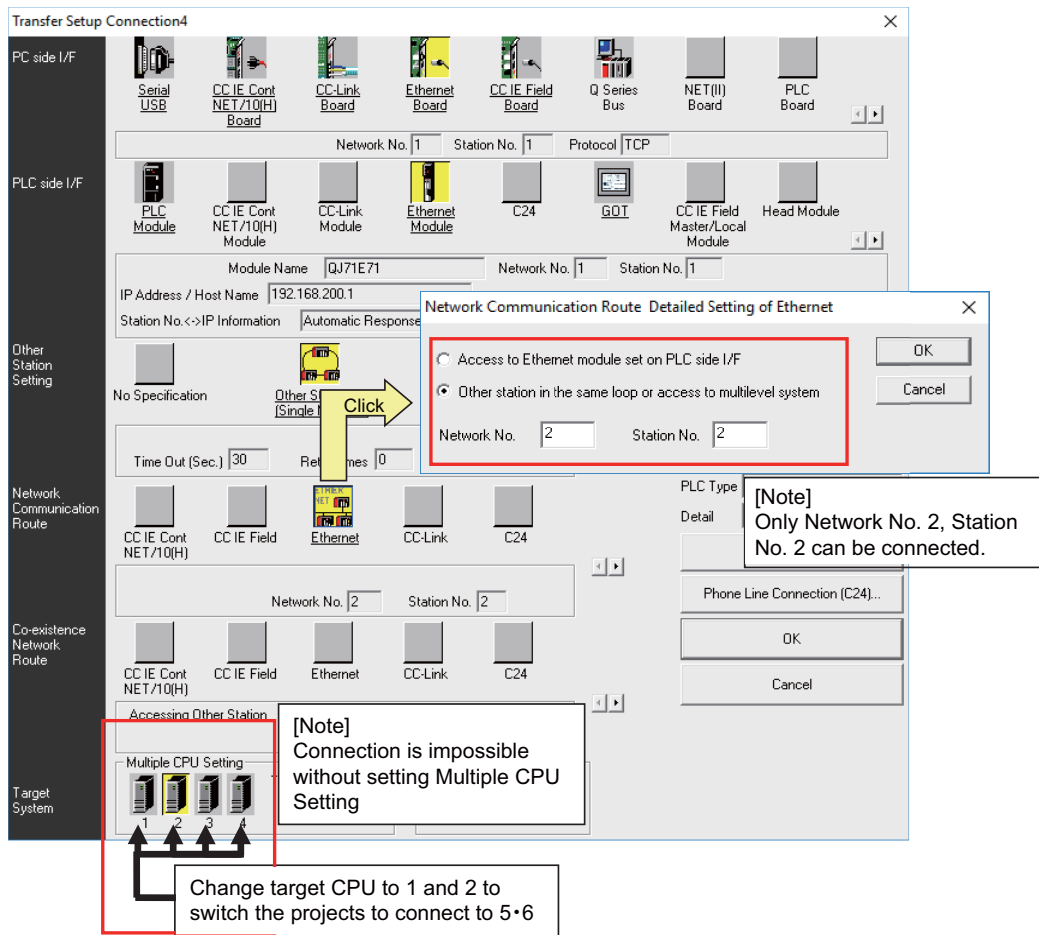 Transfer Setup Connection4
PC side I/F
Serial USB
CC IE Cont NET/10(H) Board
CC-Link Board
Ethernet Board
CC IE Field Board
Q Series Bus
NET(II) Board
PLC Board
Network No. 1 Station No. 1 Protocol TCP
PLC side I/F
PLC Module
CC IE Cont NET/10(H) Module
CC-Link Module
Ethernet Module
C24
GOT
CC IE Field Master/Local Module
Head Module
Module Name QJ71E71 Network No. 1 Station No. 1
IP Address / Host Name 192.168.200.1
Station No.<->IP Information Automatic Response
Network Communication Route Detailed Setting of Ethernet
Access to Ethernet module set on PLC side I/F
Other station in the same loop or access to multilevel system
Network No. 2 Station No. 2
OK
Cancel
Other Station Setting
No Specification
Click
Time Out (Sec.) 30 0
[Note]
Only Network No. 2, Station
No. 2 can be connected.
PLC Type
Detail
Network Communication Route
CC IE Cont NET/10(H)
CC IE Field
Ethernet
CC-Link
C24
Network No. 2 Station No. 2
Phone Line Connection (C24)...
OK
Cancel
Co-existence Network Route
CC IE Cont NET/10(H)
CC IE Field
Ethernet
CC-Link
C24
Accessing Other Station
[Note]
Connection is impossible
without setting Multiple CPU
Setting
Target System
Multiple CPU Setting
1 2 3 4
Change target CPU to 1 and 2 to
switch the projects to connect to 5・6